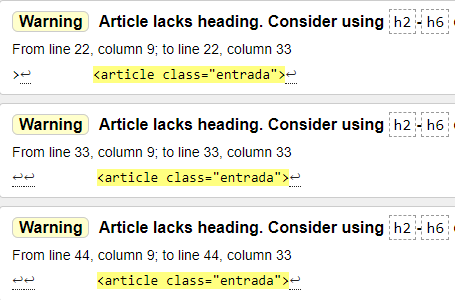 Warning Article lacks heading. Consider using h2-h6
From line 22, column 9; to line 22, column 33
>↩ <article class="entrada">↩
Warning Article lacks heading. Consider using h2-h6
From line 33, column 9; to line 33, column 33
↩↩ <article class="entrada">↩
Warning Article lacks heading. Consider using h2-h6
From line 44, column 9; to line 44, column 33
↩↩ <article class="entrada">↩